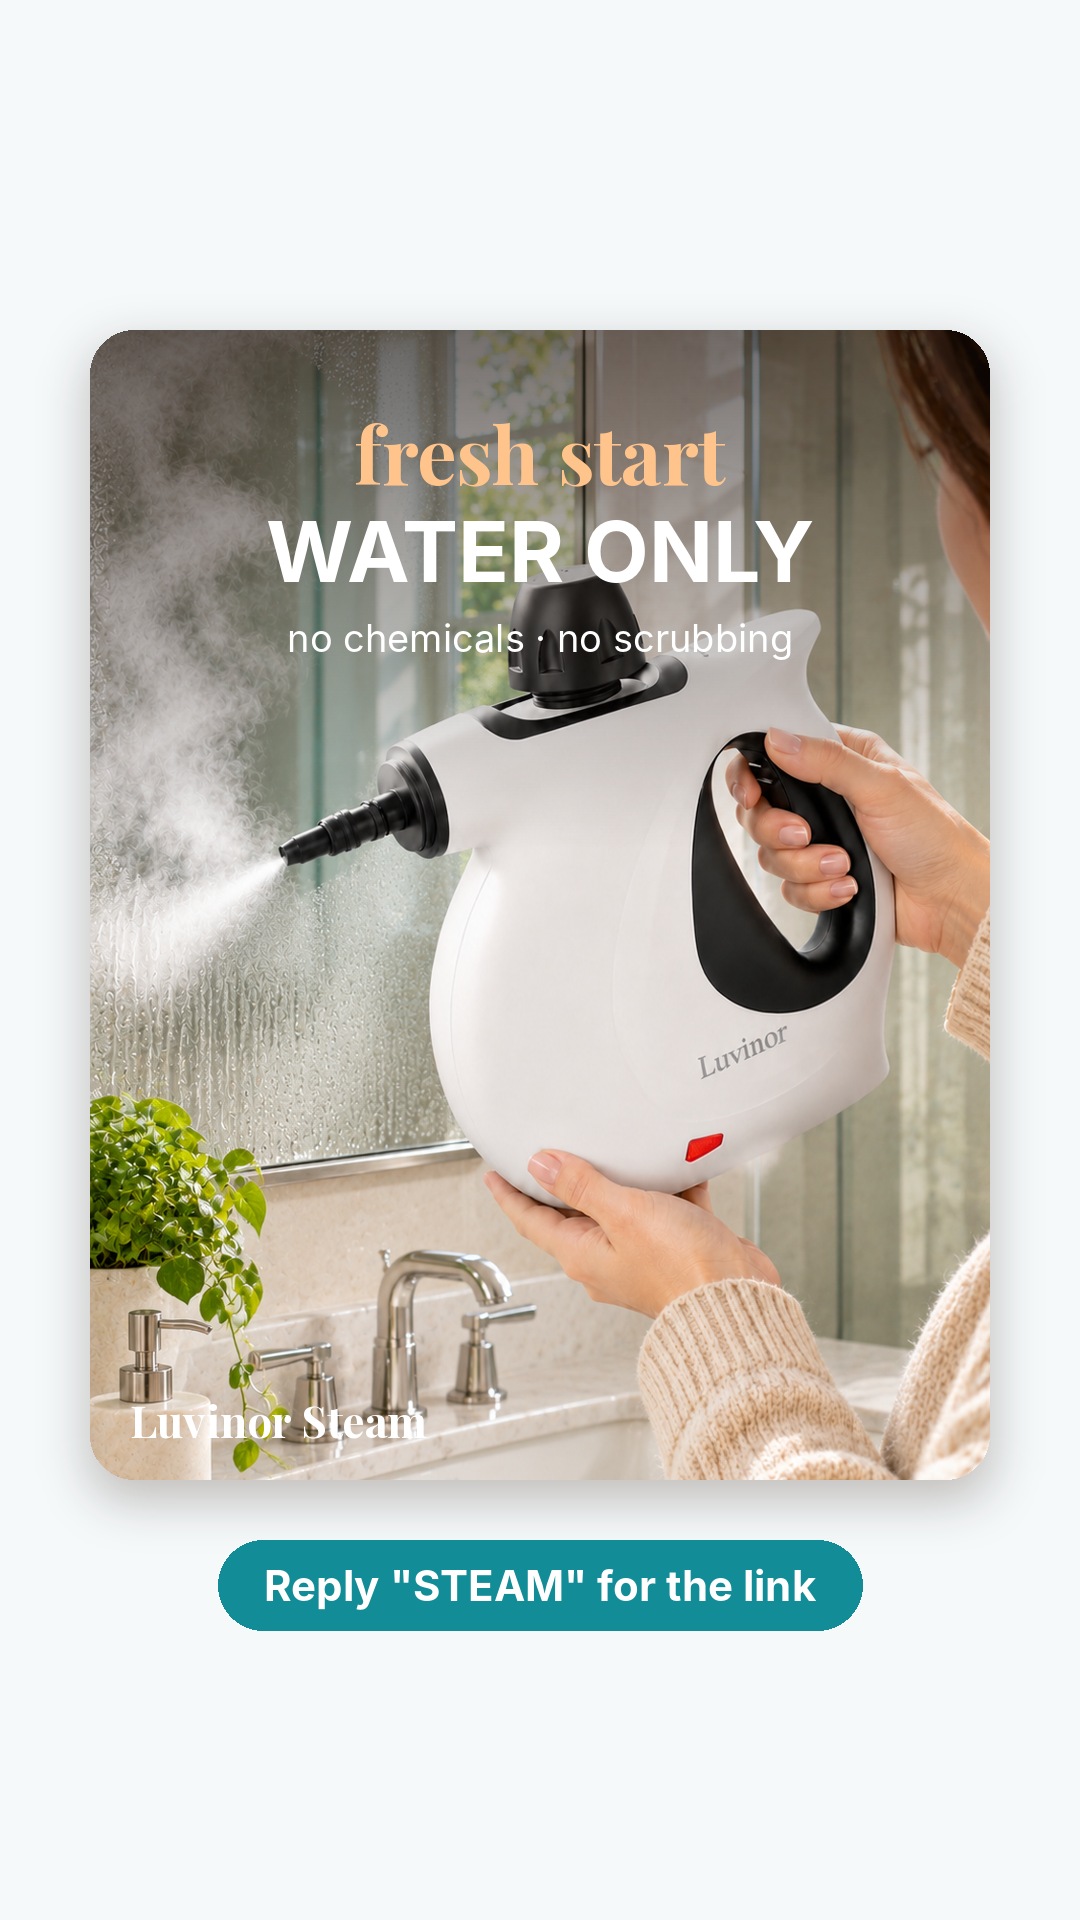 fresh start
WATER ONLY
no chemicals · no scrubbing
Luvinor
Luvinor Steam
Reply "STEAM" for the link